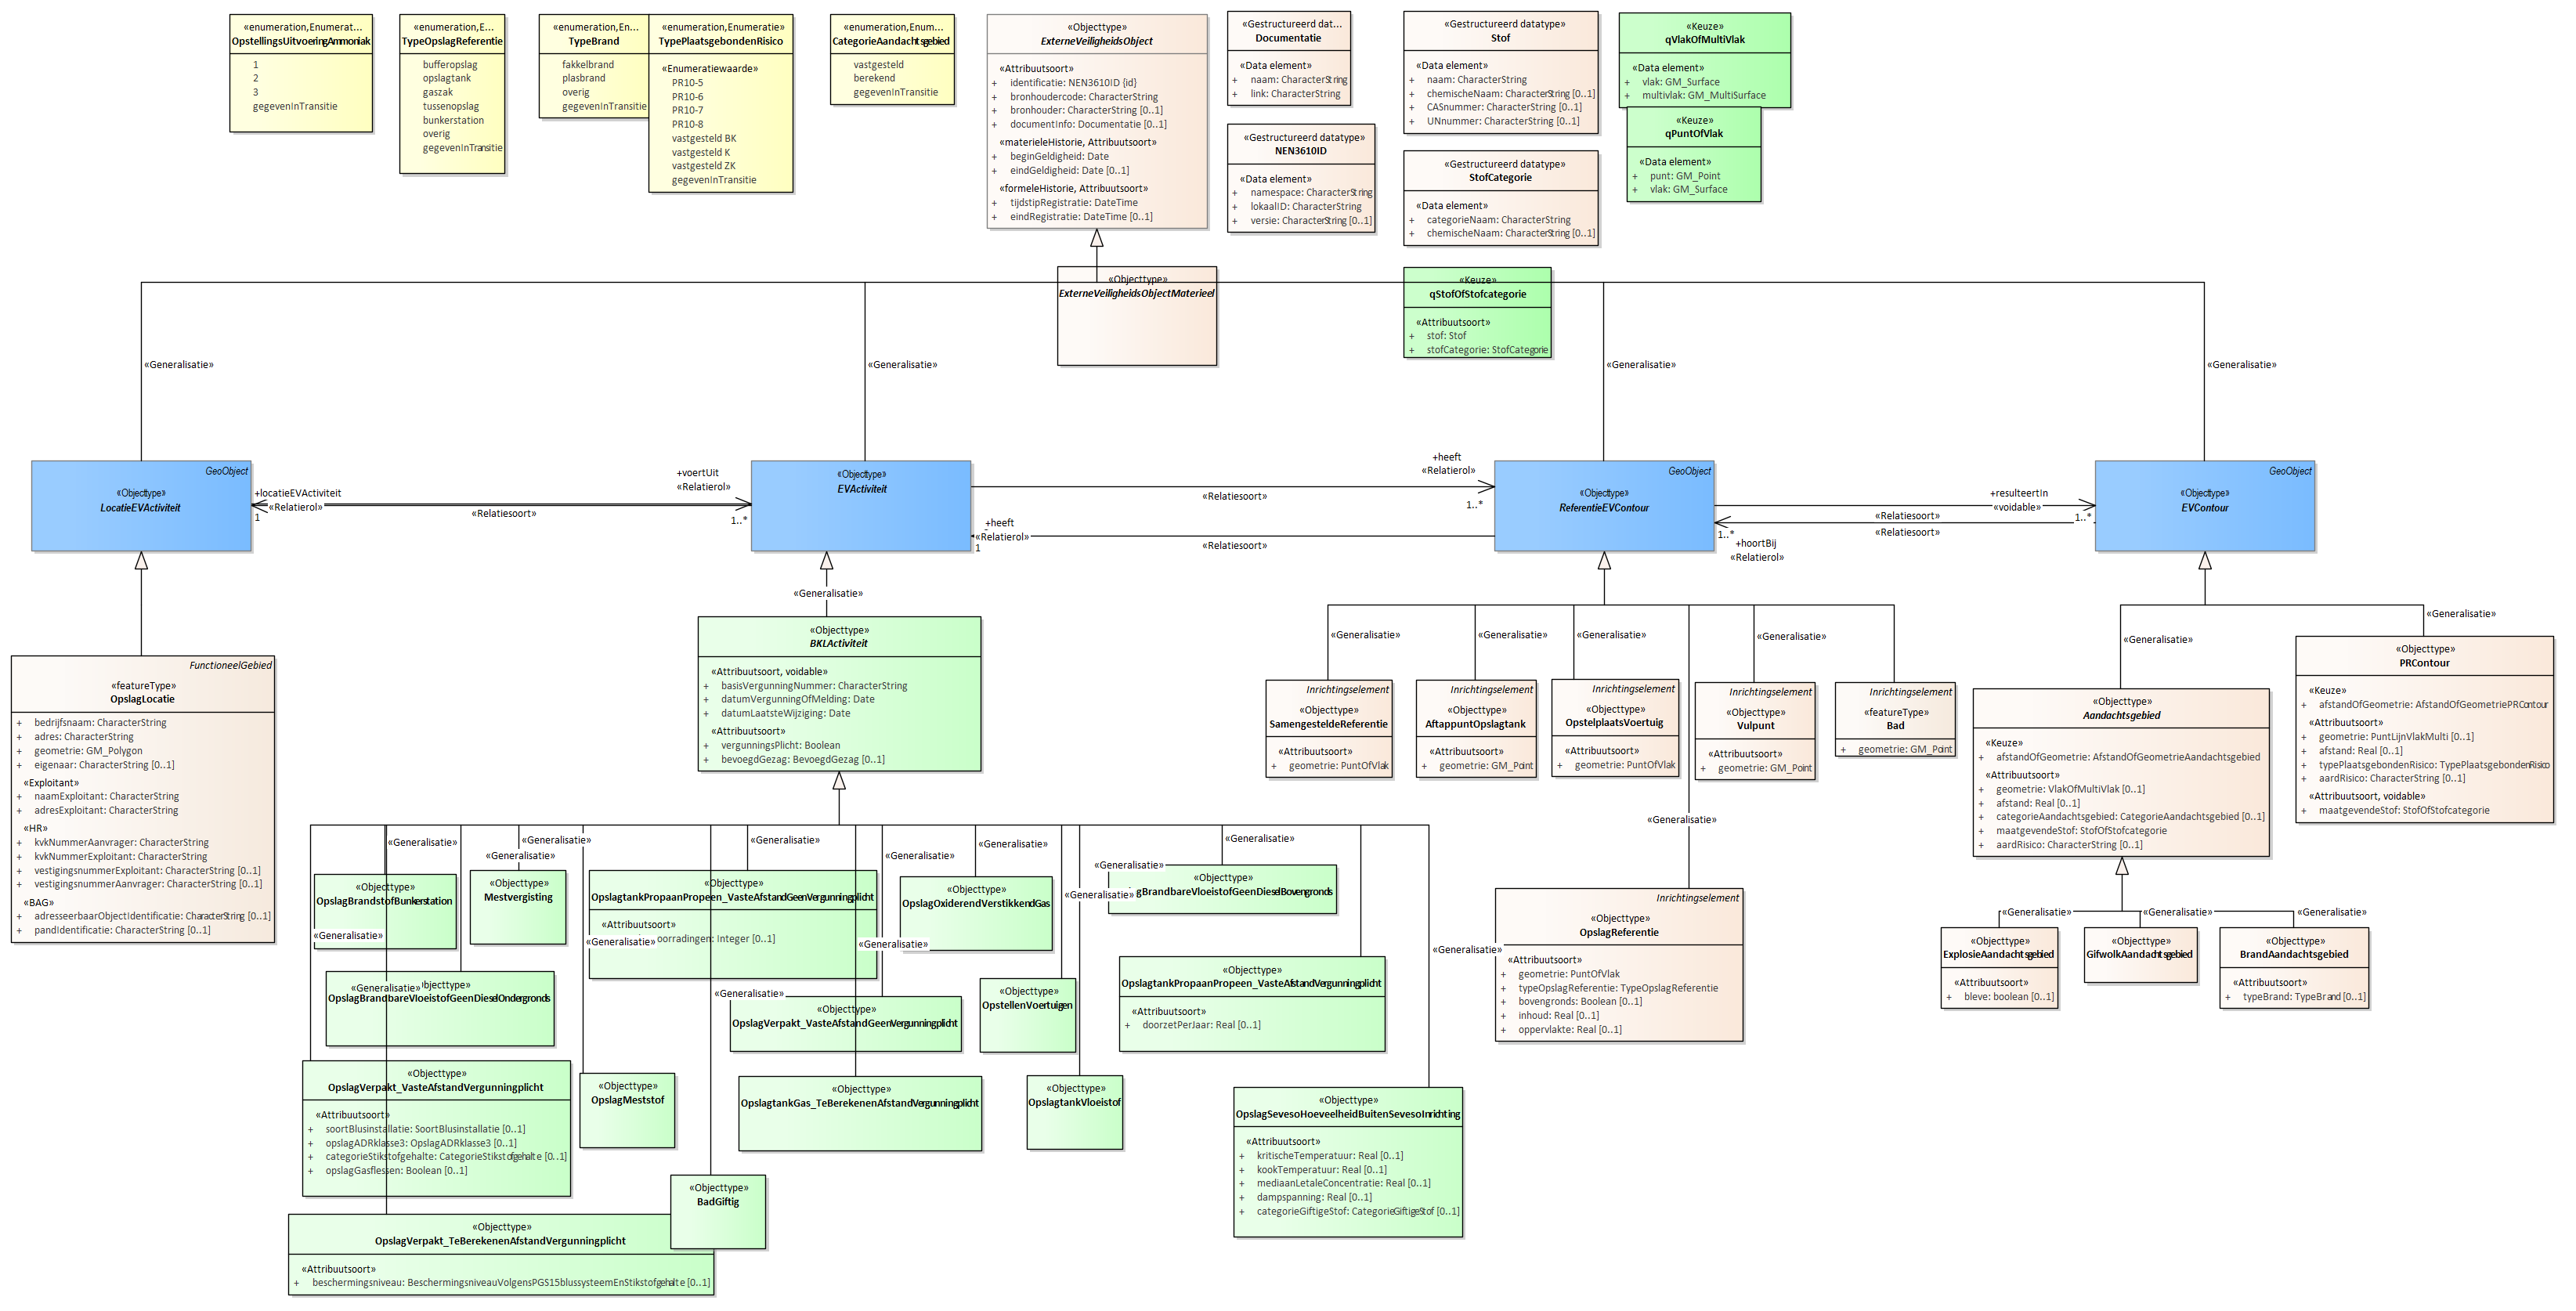 «enumeration,Enumerat...
OpstellingsUitvoeringAmmoniak
1
2
3
gegevenInTransitie
«enumeration,E...
TypeOpslagReferentie
bufferopslag
opslagtank
gaszak
tussenopslag
bunkerstation
overig
gegevenInTransitie
«enumeration,En...
TypeBrand
fakkelbrand
plasbrand
overig
gegevenInTransitie
«enumeration,Enumeratie»
TypePlaatsgebondenRisico
«Enumeratiewaarde»
PR10-5
PR10-6
PR10-7
PR10-8
vastgesteld BK
vastgesteld K
vastgesteld ZK
gegevenInTransitie
«enumeration,Enum...
CategorieAandachtsgebied
vastgesteld
berekend
gegevenInTransitie
«Objecttype»
ExterneVeiligheidsObject
«Attribuutsoort»
+ identificatie: NEN3610ID {id}
+ bronhoudercode: CharacterString
+ bronhouder: CharacterString [0..1]
+ documentInfo: Documentatie [0..1]
«materieleHistorie, Attribuutsoort»
+ beginGeldigheid: Date
+ eindGeldigheid: Date [0..1]
«formeleHistorie, Attribuutsoort»
+ tijdstipRegistratie: DateTime
+ eindRegistratie: DateTime [0..1]
«Gestructureerd dat...
Documentatie
«Data element»
+ naam: CharacterString
+ link: CharacterString
«Gestructureerd datatype»
NEN3610ID
«Data element»
+ namespace: CharacterString
+ lokaalID: CharacterString
+ versie: CharacterString [0..1]
«Gestructureerd datatype»
Stof
«Data element»
+ naam: CharacterString
+ chemischeNaam: CharacterString [0..1]
+ CASnummer: CharacterString [0..1]
+ UNnummer: CharacterString [0..1]
«Gestructureerd datatype»
StofCategorie
«Data element»
+ categorieNaam: CharacterString
+ chemischeNaam: CharacterString [0..1]
«Keuze»
qVlakOfMultiVlak
«Data element»
+ vlak: GM_Surface
+ multivlak: GM_MultiSurface
«Keuze»
qPuntOfVlak
«Data element»
+ punt: GM_Point
+ vlak: GM_Surface
«Objecttype»
ExterneVeiligheidsObjectMaterieel
«Keuze»
qStofOfStofcategorie
«Attribuutsoort»
+ stof: Stof
+ stofCategorie: StofCategorie
«Generalisatie»
«Generalisatie»
«Generalisatie»
«Generalisatie»
GeoObject
«Objecttype»
LocatieEVActiviteit
+locatieEVActiviteit
«Relatierol»
1
«Relatiesoort»
+voertUit
«Relatierol»
1..*
«Objecttype»
EVActiviteit
+heeft
«Relatierol»
1..*
«Relatiesoort»
+heeft
«Relatierol»
1
«Relatiesoort»
GeoObject
«Objecttype»
ReferentieEVContour
+resulteertIn
«voidable»
1..*
«Relatiesoort»
«Relatiesoort»
1..*
+hoortBij
«Relatierol»
GeoObject
«Objecttype»
EVContour
FunctioneelGebied
«featureType»
OpslagLocatie
+ bedrijfsnaam: CharacterString
+ adres: CharacterString
+ geometrie: GM_Polygon
+ eigenaar: CharacterString [0..1]
«Exploitant»
+ naamExploitant: CharacterString
+ adresExploitant: CharacterString
«HR»
+ kvkNummerAanvrager: CharacterString
+ kvkNummerExploitant: CharacterString
+ vestigingsnummerExploitant: CharacterString [0..1]
+ vestigingsnummerAanvrager: CharacterString [0..1]
«BAG»
+ adresseerbaarObjectIdentificatie: CharacterString [0..1]
+ pandIdentificatie: CharacterString [0..1]
«Generalisatie»
«Objecttype»
BKLActiviteit
«Attribuutsoort, voidable»
+ basisVergunningNummer: CharacterString
+ datumVergunningOfMelding: Date
+ datumLaatsteWijziging: Date
«Attribuutsoort»
+ vergunningsPlicht: Boolean
+ bevoegdGezag: BevoegdGezag [0..1]
«Generalisatie»
«Generalisatie»
«Generalisatie»
«Generalisatie»
«Generalisatie»
Inrichtingselement
«Objecttype»
SamengesteldeReferentie
«Attribuutsoort»
+ geometrie: PuntOfVlak
Inrichtingselement
«Objecttype»
AftappuntOpslagtank
«Attribuutsoort»
+ geometrie: GM_Point
Inrichtingselement
«Objecttype»
OpstelplaatsVoertuig
«Attribuutsoort»
+ geometrie: PuntOfVlak
Inrichtingselement
«Objecttype»
Vulpunt
«Attribuutsoort»
+ geometrie: GM_Point
Inrichtingselement
«featureType»
Bad
+ geometrie: GM_Point
«Generalisatie»
Inrichtingselement
«Objecttype»
OpslagReferentie
«Attribuutsoort»
+ geometrie: PuntOfVlak
+ typeOpslagReferentie: TypeOpslagReferentie
+ bovengronds: Boolean [0..1]
+ inhoud: Real [0..1]
+ oppervlakte: Real [0..1]
«Generalisatie»
«Generalisatie»
«Objecttype»
Aandachtsgebied
«Keuze»
+ afstandOfGeometrie: AfstandOfGeometrieAandachtsgebied
«Attribuutsoort»
+ geometrie: VlakOfMultiVlak [0..1]
+ afstand: Real [0..1]
+ categorieAandachtsgebied: CategorieAandachtsgebied [0..1]
+ maatgevendeStof: StofOfStofcategorie
+ aardRisico: CharacterString [0..1]
«Objecttype»
PRContour
«Keuze»
+ afstandOfGeometrie: AfstandOfGeometriePRContour
«Attribuutsoort»
+ geometrie: PuntLijnVlakMulti [0..1]
+ afstand: Real [0..1]
+ typePlaatsgebondenRisico: TypePlaatsgebondenRisico
+ aardRisico: CharacterString [0..1]
«Attribuutsoort, voidable»
+ maatgevendeStof: StofOfStofcategorie
«Generalisatie»
«Generalisatie»
«Generalisatie»
«Objecttype»
ExplosieAandachtsgebied
«Attribuutsoort»
+ bleve: boolean [0..1]
«Objecttype»
GifwolkAandachtsgebied
«Objecttype»
BrandAandachtsgebied
«Attribuutsoort»
+ typeBrand: TypeBrand [0..1]
«Generalisatie»
«Generalisatie»
«Generalisatie»
«Generalisatie»
«Generalisatie»
«Generalisatie»
«Generalisatie»
«Generalisatie»
«Objecttype»
OpslagBrandstofBunkerstation
«Generalisatie»
«Objecttype»
Mestvergisting
«Objecttype»
OpslagtankPropaanPropeen_VasteAfstandGeenVergunningplicht
«Attribuutsoort»
«Generalisatie»
oorradingen: Integer [0..1]
«Generalisatie»
«Objecttype»
OpslagOxiderendVerstikkendGas
«Generalisatie»
«Objecttype»
gBrandbareVloeistofGeenDieselBovengronds
«Generalisatie»
«Generalisatie»
«Generalisatie»
bjecttype»
OpslagBrandbareVloeistofGeenDieselOndergronds
«Generalisatie»
«Objecttype»
OpslagVerpakt_VasteAfstandGeenVergunningplicht
«Objecttype»
OpstellenVoertuigen
«Objecttype»
OpslagtankPropaanPropeen_VasteAfstandVergunningplicht
«Attribuutsoort»
+ doorzetPerJaar: Real [0..1]
«Objecttype»
OpslagVerpakt_VasteAfstandVergunningplicht
«Attribuutsoort»
+ soortBlusinstallatie: SoortBlusinstallatie [0..1]
+ opslagADRklasse3: OpslagADRklasse3 [0..1]
+ categorieStikstofgehalte: CategorieStikstofgehalte [0..1]
+ opslagGasflessen: Boolean [0..1]
«Objecttype»
OpslagMeststof
«Objecttype»
OpslagtankGas_TeBerekenenAfstandVergunningplicht
«Objecttype»
OpslagtankVloeistof
«Objecttype»
OpslagSevesoHoeveelheidBuitenSevesoInrichting
«Attribuutsoort»
+ kritischeTemperatuur: Real [0..1]
+ kookTemperatuur: Real [0..1]
+ mediaanLetaleConcentratie: Real [0..1]
+ dampspanning: Real [0..1]
+ categorieGiftigeStof: CategorieGiftigeStof [0..1]
«Objecttype»
BadGiftig
«Objecttype»
OpslagVerpakt_TeBerekenenAfstandVergunningplicht
«Attribuutsoort»
+ beschermingsniveau: BeschermingsniveauVolgensPGS15blussysteemEnStikstofgehalte [0..1]